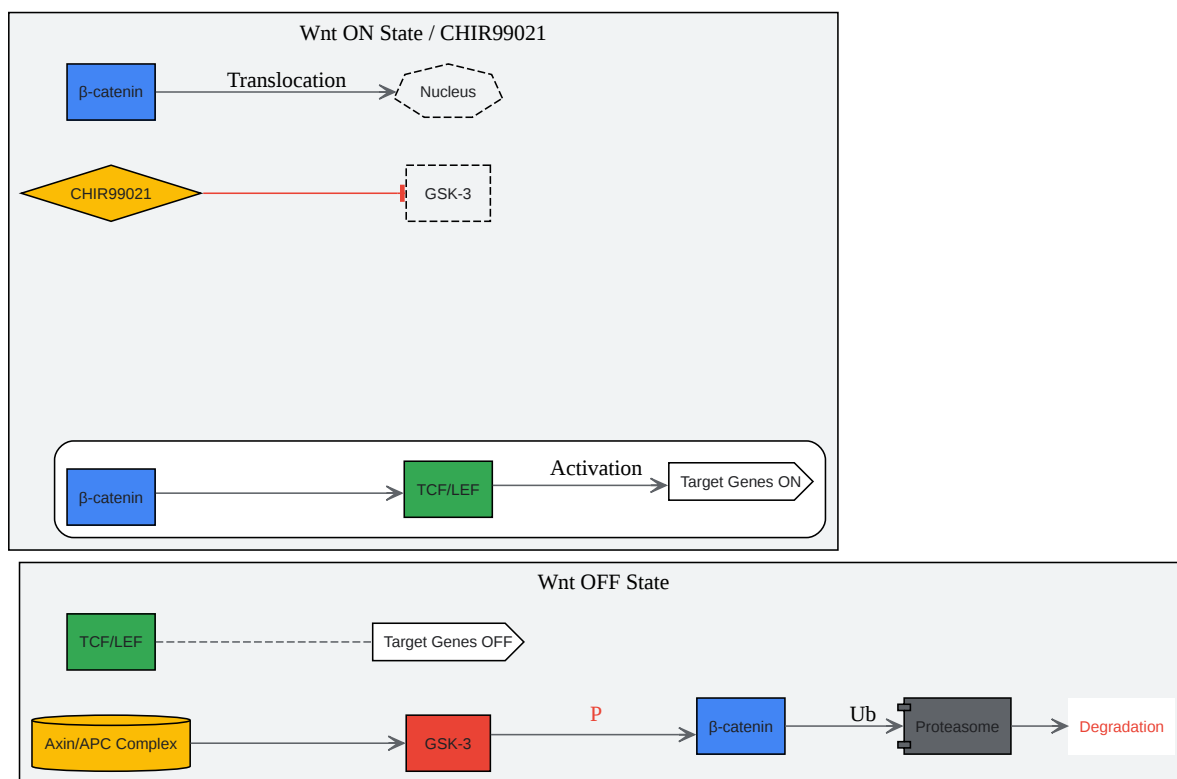 Wnt ON State / CHIR99021
β-catenin
Translocation
Nucleus
CHIR99021
GSK-3
β-catenin
TCF/LEF
Activation
Target Genes ON
Wnt OFF State
TCF/LEF
Target Genes OFF
Axin/APC Complex
GSK-3
P
β-catenin
Ub
Proteasome
Degradation